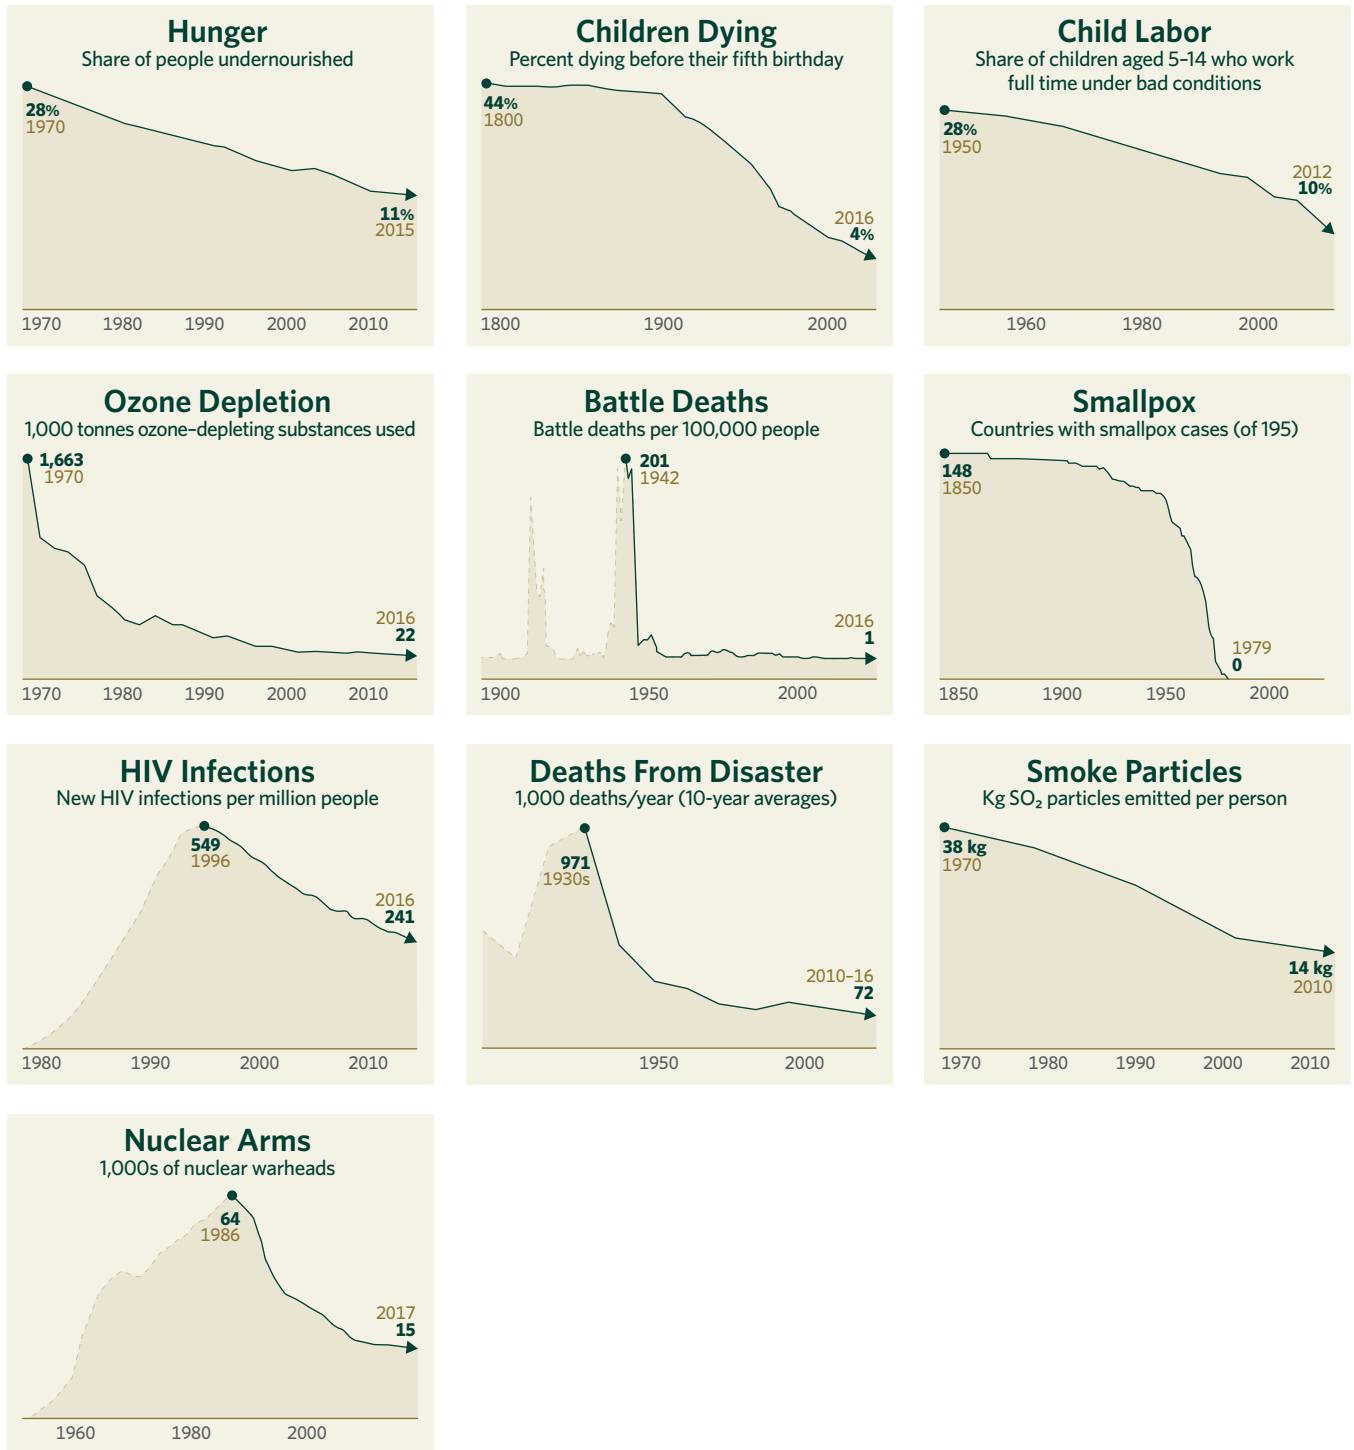 Hunger
Share of people undernourished
28%
1970
11%
2015
1970 1980 1990 2000 2010
Children Dying
Percent dying before their fifth birthday
44%
1800
2016
4%
1800 1900 2000
Child Labor
Share of children aged 5–14 who work
full time under bad conditions
28%
1950
2012
10%
1960 1980 2000
Ozone Depletion
1,000 tonnes ozone–depleting substances used
1,663
1970
2016
22
1970 1980 1990 2000 2010
Battle Deaths
Battle deaths per 100,000 people
201
1942
2016
1
1900 1950 2000
Smallpox
Countries with smallpox cases (of 195)
148
1850
1979
0
1850 1900 1950 2000
HIV Infections
New HIV infections per million people
549
1996
2016
241
1980 1990 2000 2010
Deaths From Disaster
1,000 deaths/year (10-year averages)
971
1930s
2010–16
72
1950 2000
Smoke Particles
Kg SO₂ particles emitted per person
38 kg
1970
14 kg
2010
1970 1980 1990 2000 2010
Nuclear Arms
1,000s of nuclear warheads
64
1986
2017
15
1960 1980 2000